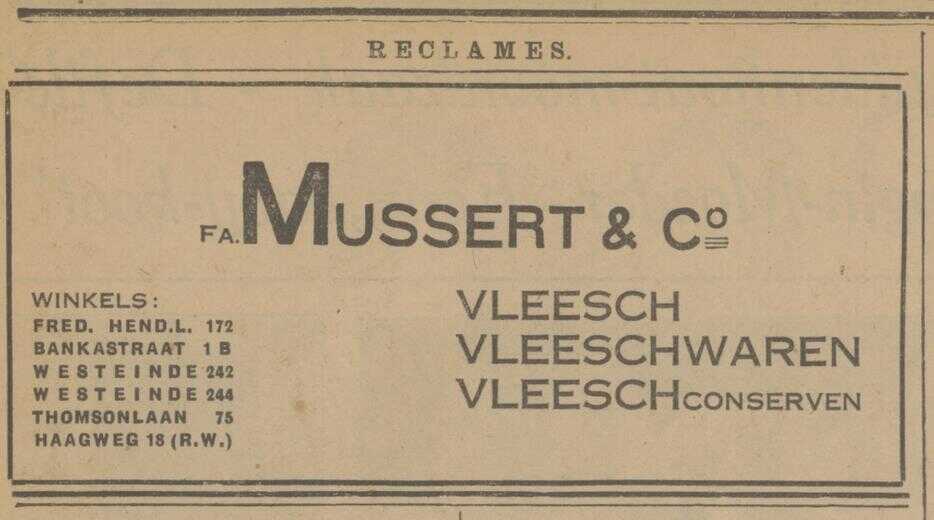 RECLAMES.
FA. MUSSERT & Cº
WINKELS:
FRED. HEND.L. 172
BANKASTRAAT 1 B
WESTEINDE 242
WESTEINDE 244
THOMSONLAAN 75
HAAGWEG 18 (R.W.)
VLEESCH
VLEESCHWAREN
VLEESCHCONSERVEN